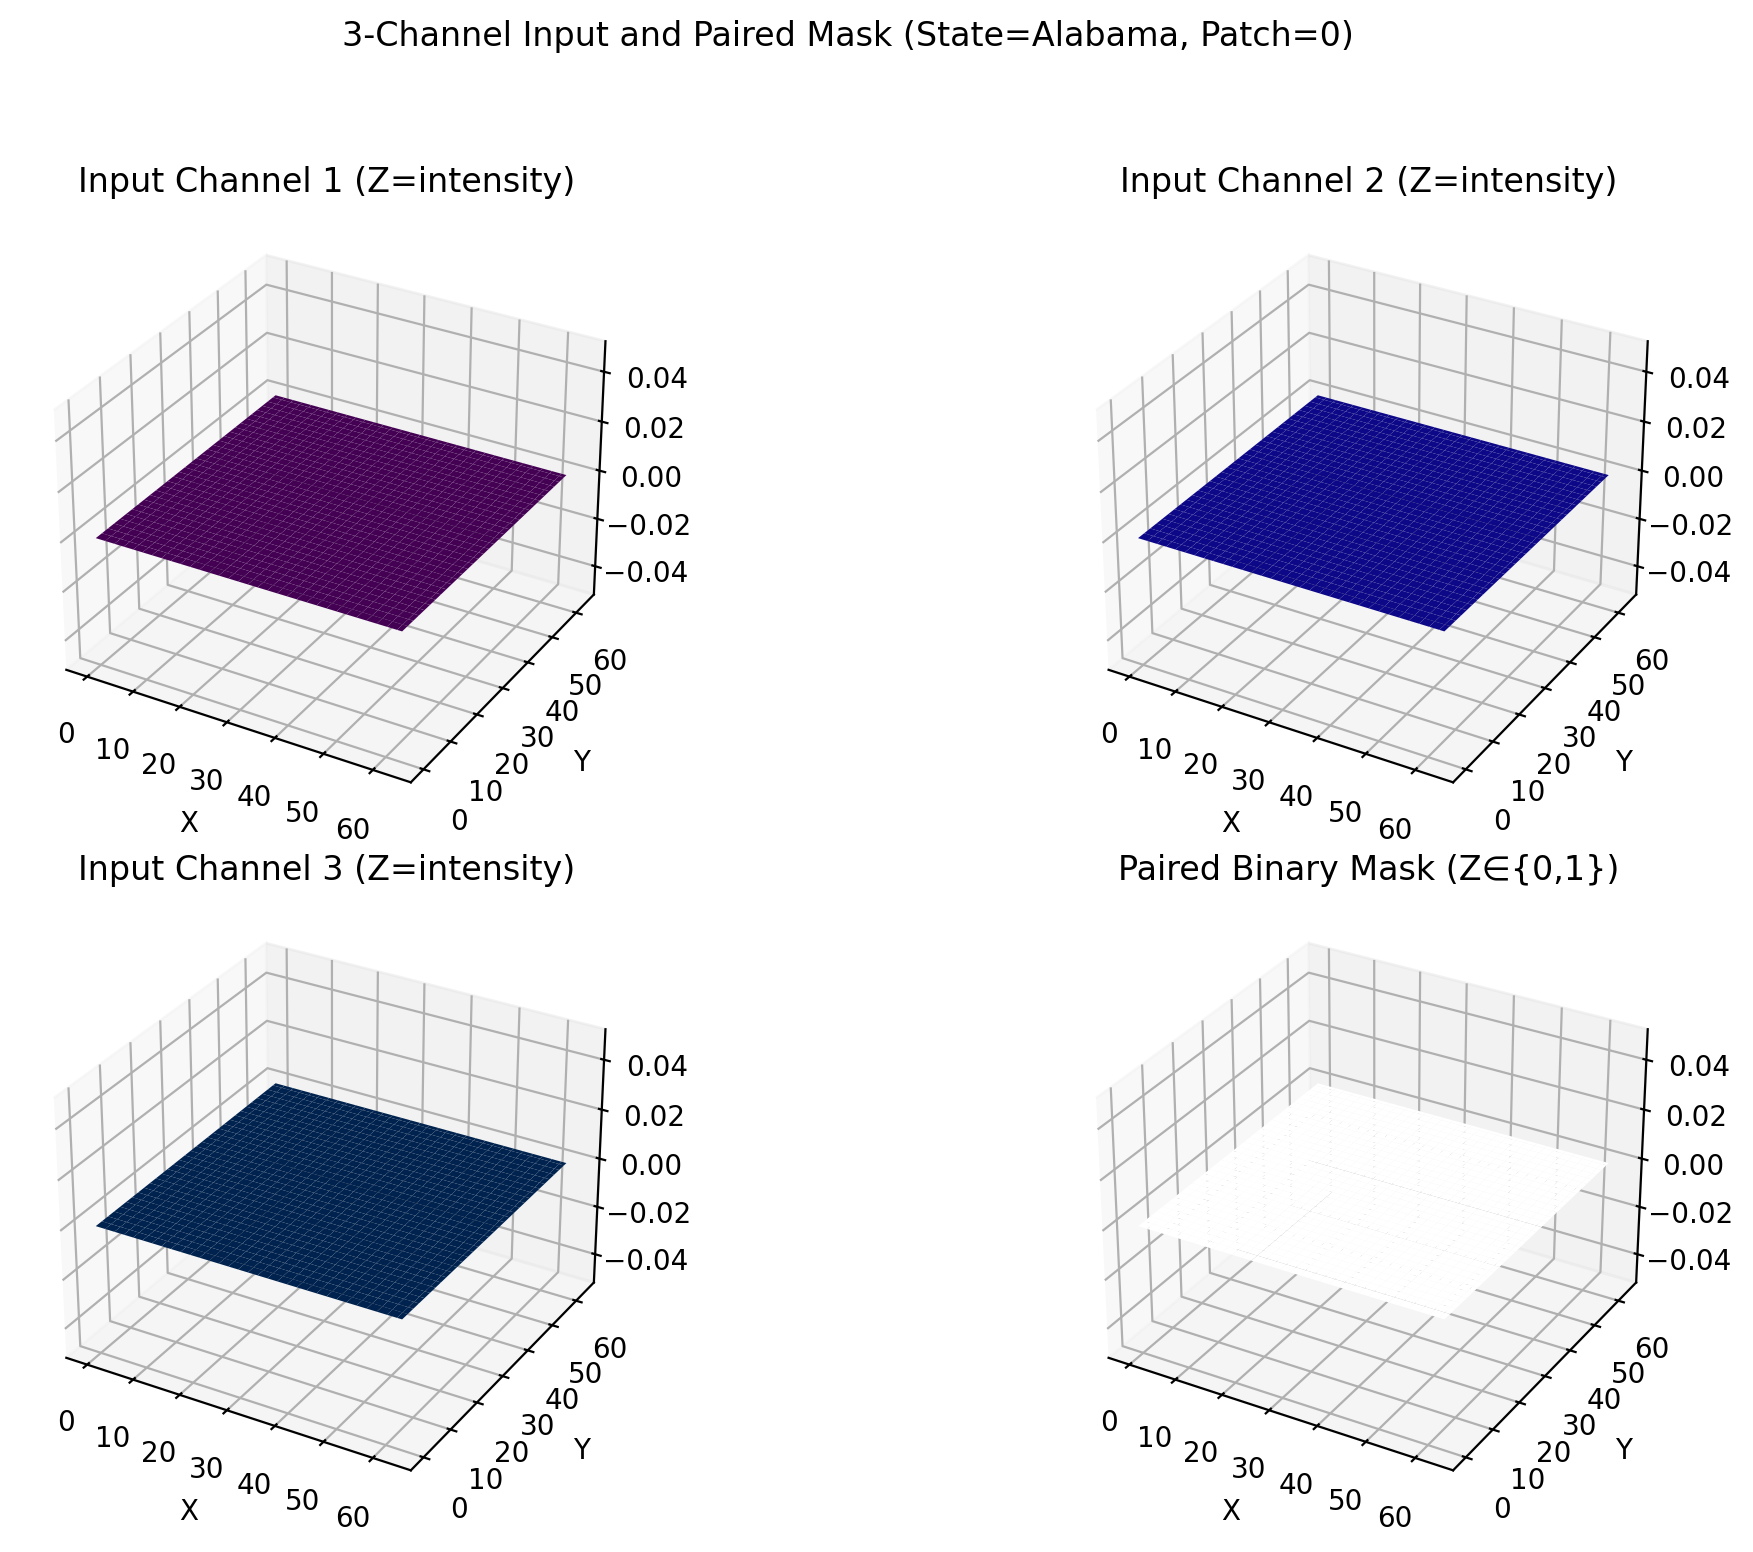 3-Channel Input and Paired Mask (State=Alabama, Patch=0)
Input Channel 1 (Z=intensity)
0.04
0.02
0.00
−0.02
−0.04
0 10 20 30 40 50 60
X
0 10 20 30 40 50 60
Y
Input Channel 2 (Z=intensity)
0.04
0.02
0.00
−0.02
−0.04
0 10 20 30 40 50 60
X
0 10 20 30 40 50 60
Y
Input Channel 3 (Z=intensity)
0.04
0.02
0.00
−0.02
−0.04
0 10 20 30 40 50 60
X
0 10 20 30 40 50 60
Y
Paired Binary Mask (Z∈{0,1})
0.04
0.02
0.00
−0.02
−0.04
0 10 20 30 40 50 60
X
0 10 20 30 40 50 60
Y